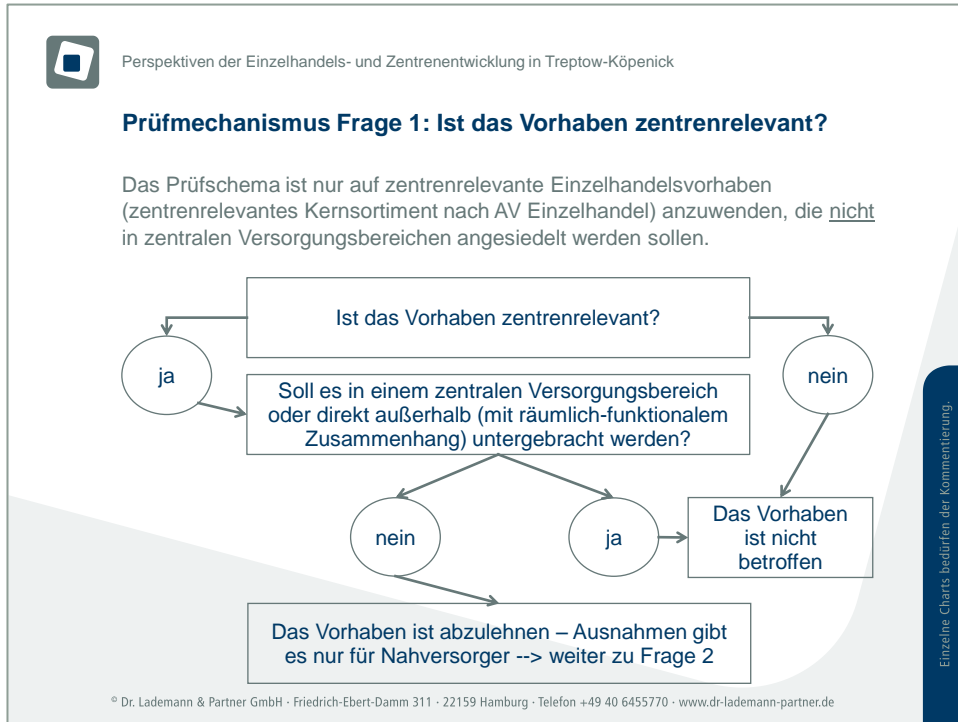 Perspektiven der Einzelhandels- und Zentrenentwicklung in Treptow-Köpenick
Prüfmechanismus Frage 1: Ist das Vorhaben zentrenrelevant?
Das Prüfschema ist nur auf zentrenrelevante Einzelhandelsvorhaben
(zentrenrelevantes Kernsortiment nach AV Einzelhandel) anzuwenden, die nicht
in zentralen Versorgungsbereichen angesiedelt werden sollen.
Ist das Vorhaben zentrenrelevant?
ja
nein
Soll es in einem zentralen Versorgungsbereich
oder direkt außerhalb (mit räumlich-funktionalem
Zusammenhang) untergebracht werden?
nein
ja
Das Vorhaben
ist nicht
betroffen
Das Vorhaben ist abzulehnen – Ausnahmen gibt
es nur für Nahversorger --> weiter zu Frage 2
Einzelne Charts bedürfen der Kommentierung.
© Dr. Lademann & Partner GmbH · Friedrich-Ebert-Damm 311 · 22159 Hamburg · Telefon +49 40 6455770 · www.dr-lademann-partner.de